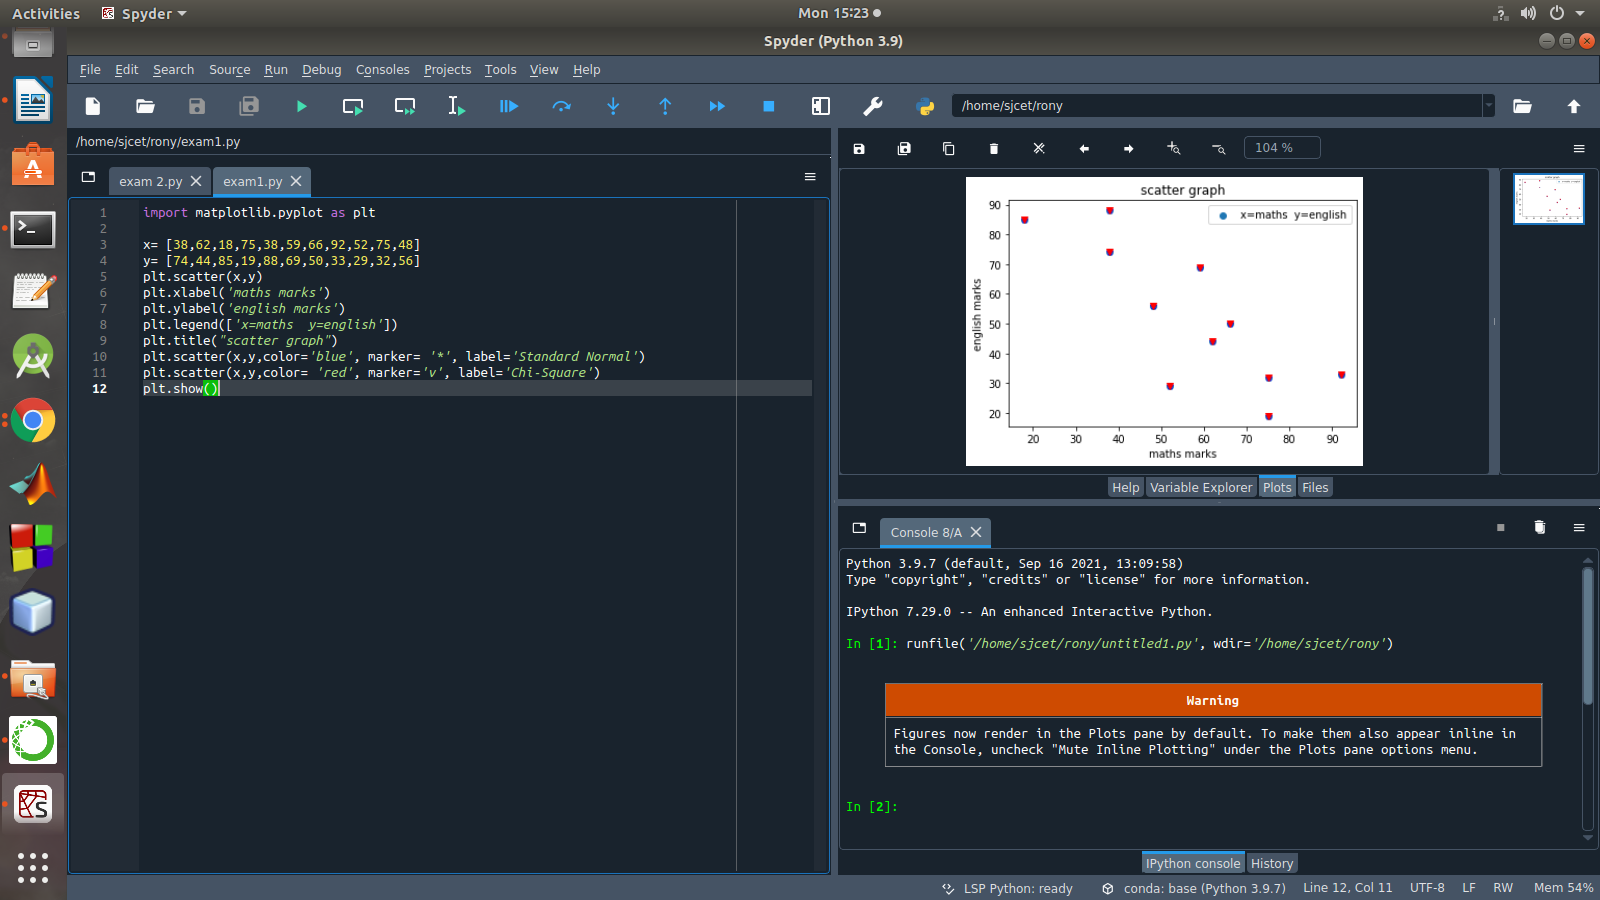 Activities
Spyder
Mon 15:23
Spyder (Python 3.9)
File Edit Search Source Run Debug Consoles Projects Tools View Help
/home/sjcet/rony
/home/sjcet/rony/exam1.py
exam 2.py
exam1.py
1 import matplotlib.pyplot as plt
2
3 x= [38,62,18,75,38,59,66,92,52,75,48]
4 y= [74,44,85,19,88,69,50,33,29,32,56]
5 plt.scatter(x,y)
6 plt.xlabel('maths marks')
7 plt.ylabel('english marks')
8 plt.legend(['x=maths  y=english'])
9 plt.title("scatter graph")
10 plt.scatter(x,y,color='blue', marker= '*', label='Standard Normal')
11 plt.scatter(x,y,color= 'red', marker='v', label='Chi-Square')
12 plt.show()
104 %
scatter graph
x=maths  y=english
90
80
70
60
50
40
30
20
english marks
20 30 40 50 60 70 80 90
maths marks
Help Variable Explorer Plots Files
Console 8/A
Python 3.9.7 (default, Sep 16 2021, 13:09:58)
Type "copyright", "credits" or "license" for more information.
IPython 7.29.0 -- An enhanced Interactive Python.
In [1]: runfile('/home/sjcet/rony/untitled1.py', wdir='/home/sjcet/rony')
Warning
Figures now render in the Plots pane by default. To make them also appear inline in
the Console, uncheck "Mute Inline Plotting" under the Plots pane options menu.
In [2]:
IPython console History
LSP Python: ready conda: base (Python 3.9.7) Line 12, Col 11 UTF-8 LF RW Mem 54%